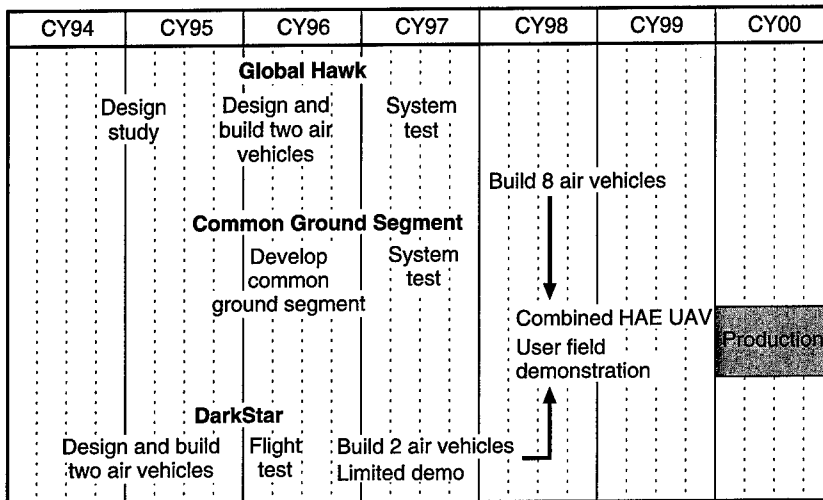 CY94 CY95 CY96 CY97 CY98 CY99 CY00
Global Hawk
Design
study
Design and
build two air
vehicles
System
test
Build 8 air vehicles
Common Ground Segment
Develop
common
ground segment
System
test
Combined HAE UAV
User field
demonstration
Production
DarkStar
Design and build
two air vehicles
Flight
test
Build 2 air vehicles
Limited demo